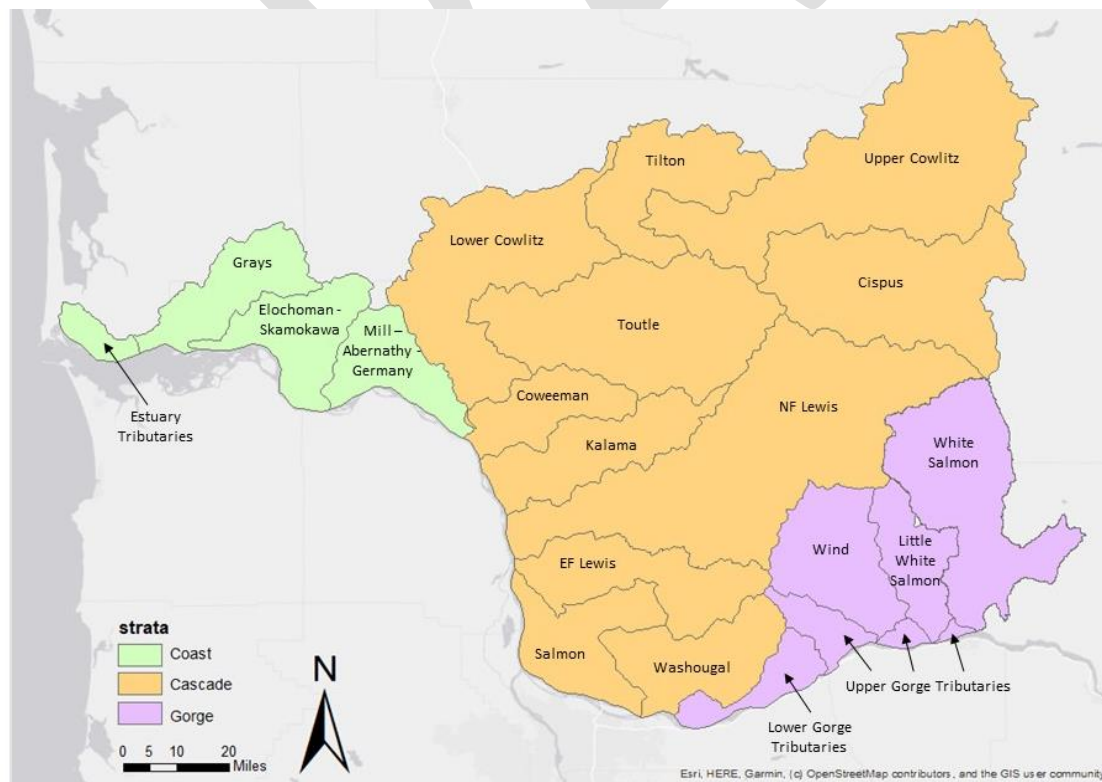 Tilton
Upper Cowlitz
Lower Cowlitz
Grays
Cispus
Elochoman -
Skamokawa
Toutle
Mill –
Abernathy -
Germany
Coweeman
NF Lewis
Estuary
Tributaries
Kalama
White
Salmon
Wind
Little
White
Salmon
EF Lewis
strata
Coast
Cascade
Gorge
N
Salmon
Washougal
Upper Gorge Tributaries
Lower Gorge
Tributaries
0 5 10 20
Miles
Esri, HERE, Garmin, (c) OpenStreetMap contributors, and the GIS user communit